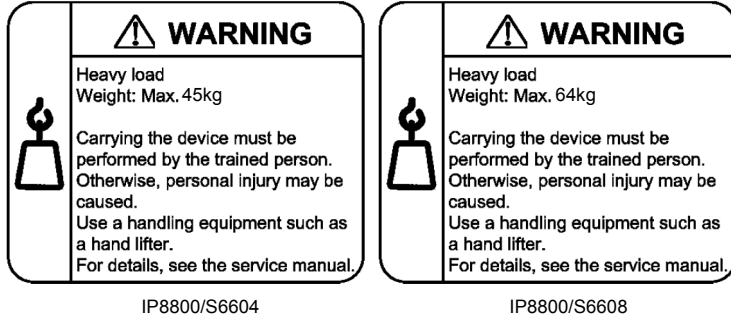 WARNING
Heavy load
Weight: Max. 45kg
Carrying the device must be
performed by the trained person.
Otherwise, personal injury may be
caused.
Use a handling equipment such as
a hand lifter.
For details, see the service manual.
IP8800/S6604
WARNING
Heavy load
Weight: Max. 64kg
Carrying the device must be
performed by the trained person.
Otherwise, personal injury may be
caused.
Use a handling equipment such as
a hand lifter.
For details, see the service manual.
IP8800/S6608